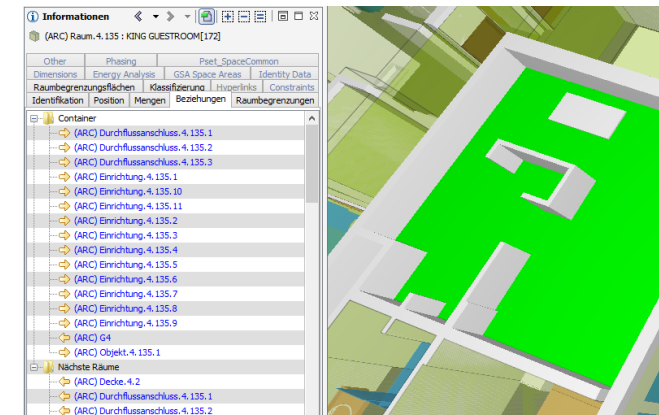 Informationen
(ARC) Raum.4.135 : KING GUESTROOM[172]
Other Phasing Pset_SpaceCommon
Dimensions Energy Analysis GSA Space Areas Identity Data
Raumbegrenzungsflächen Klassifizierung Hyperlinks Constraints
Identifikation Position Mengen Beziehungen Raumbegrenzungen
Container
(ARC) Durchflussanschluss.4.135.1
(ARC) Durchflussanschluss.4.135.2
(ARC) Durchflussanschluss.4.135.3
(ARC) Einrichtung.4.135.1
(ARC) Einrichtung.4.135.10
(ARC) Einrichtung.4.135.11
(ARC) Einrichtung.4.135.2
(ARC) Einrichtung.4.135.3
(ARC) Einrichtung.4.135.4
(ARC) Einrichtung.4.135.5
(ARC) Einrichtung.4.135.6
(ARC) Einrichtung.4.135.7
(ARC) Einrichtung.4.135.8
(ARC) Einrichtung.4.135.9
(ARC) G4
(ARC) Objekt.4.135.1
Nächste Räume
(ARC) Decke.4.2
(ARC) Durchflussanschluss.4.135.1
(ARC) Durchflussanschluss.4.135.2